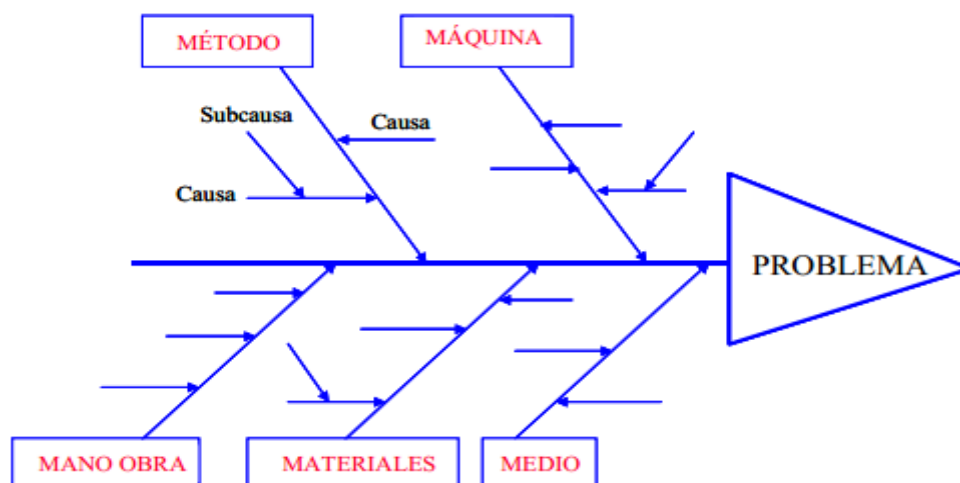 MÉTODO
MÁQUINA
Subcausa
Causa
Causa
PROBLEMA
MANO OBRA
MATERIALES
MEDIO